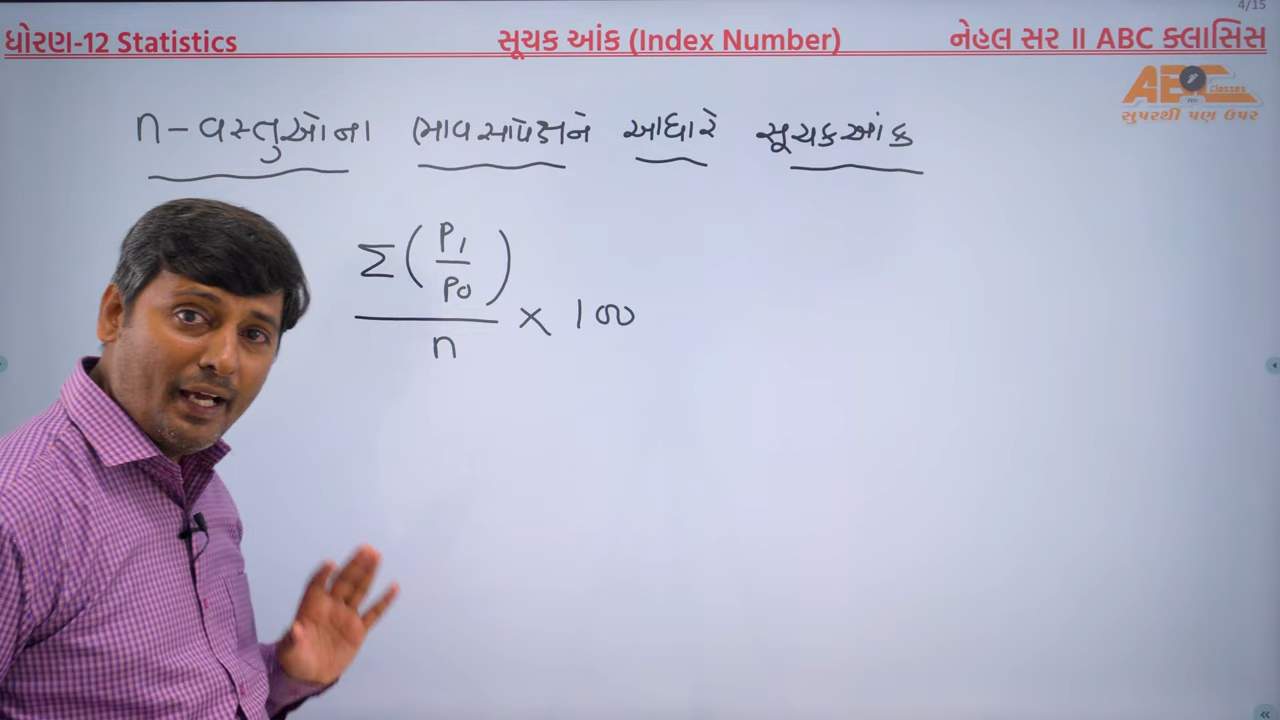 4/15
ધોરણ-12 Statistics
સૂચક આંક (Index Number)
નેહલ સર || ABC ક્લાસિસ
ABC Classes
સુપરથી પણ ઉપર
n - વસ્તુઓના ભાવસાપેક્ષને આધારે સૂચકઆંક
Σ(P₁/P₀)/n × 100